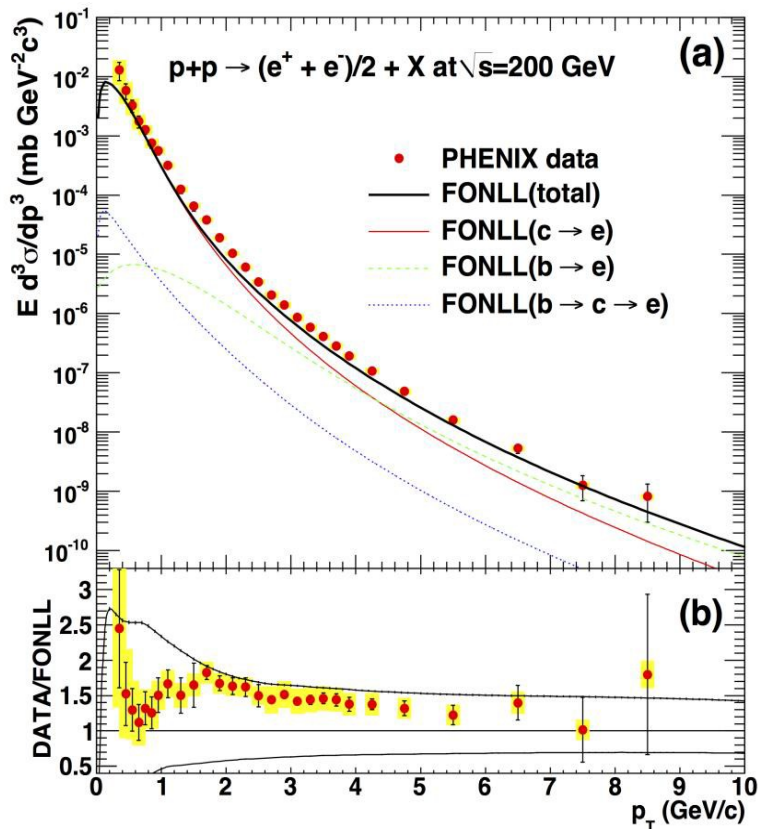 (a)
p+p → (e⁺ + e⁻)/2 + X at √s=200 GeV
E d³σ/dp³ (mb GeV⁻²c³)
10⁻¹
10⁻²
10⁻³
10⁻⁴
10⁻⁵
10⁻⁶
10⁻⁷
10⁻⁸
10⁻⁹
10⁻¹⁰
PHENIX data
FONLL(total)
FONLL(c → e)
FONLL(b → e)
FONLL(b → c → e)
(b)
DATA/FONLL
3
2.5
2
1.5
1
0.5
0 1 2 3 4 5 6 7 8 9 10
p_T (GeV/c)